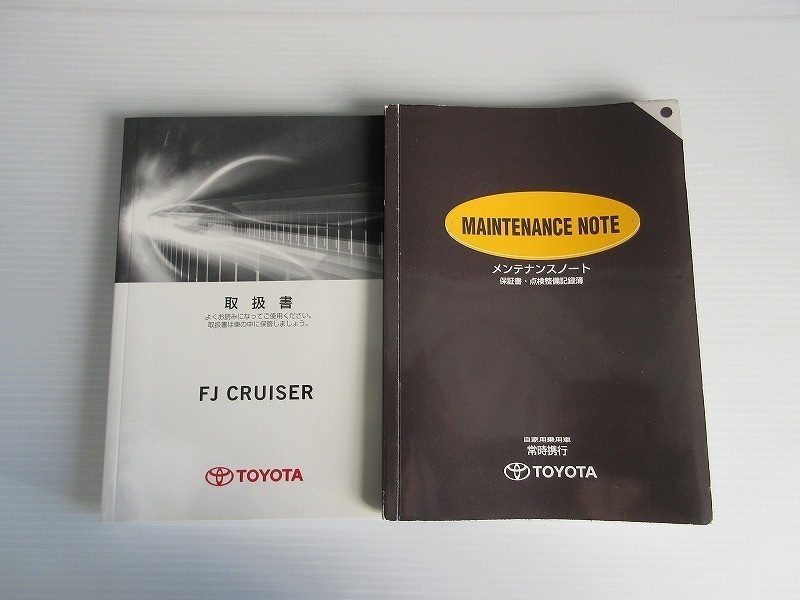 取扱書
よくお読みになってご使用ください。
取扱書は車の中に保管しましょう。
FJ CRUISER
TOYOTA
MAINTENANCE NOTE
メンテナンスノート
保証書・点検整備記録簿
自家用乗用車
常時携行
TOYOTA